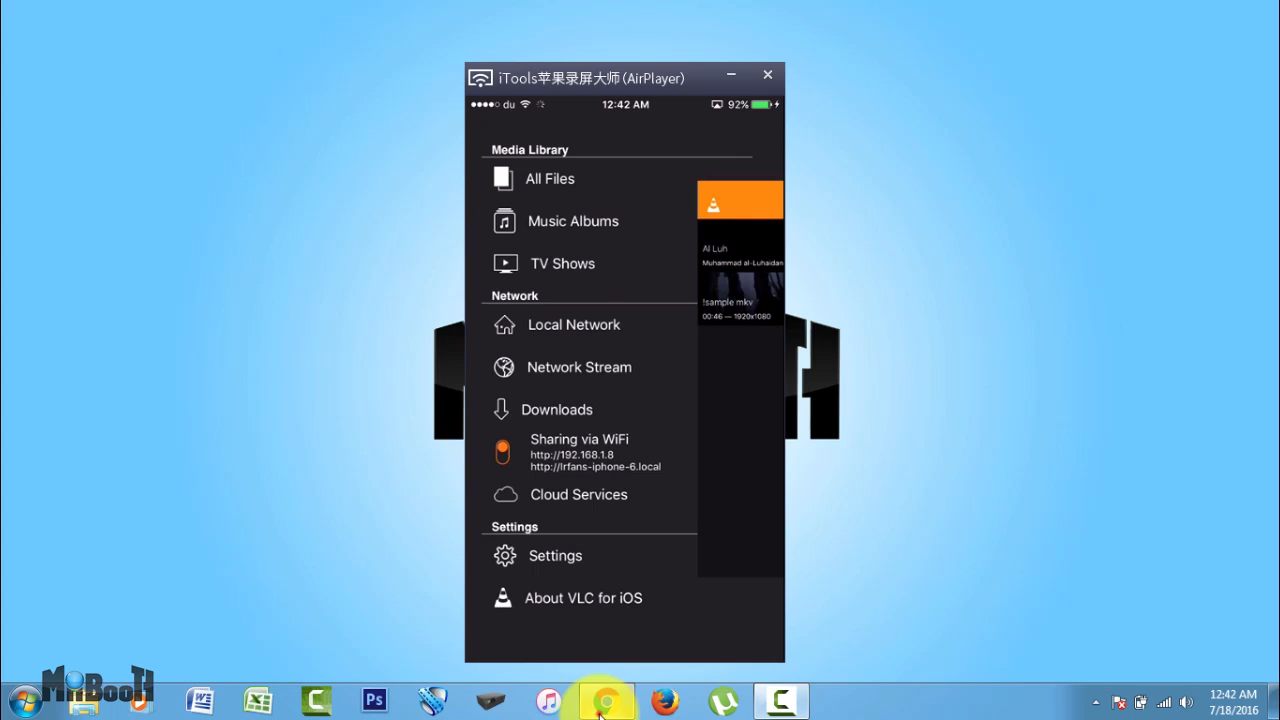 iTools苹果录屏大师(AirPlayer)
du 12:42 AM 92%
Media Library
All Files
Music Albums
TV Shows
Network
Local Network
Network Stream
Downloads
Sharing via WiFi
http://192.168.1.8
http://Irfans-iphone-6.local
Cloud Services
Settings
Settings
About VLC for iOS
Al Luh
Muhammad al-Luhaidan
!sample mkv
00:46 — 1920x1080
MrBooTH
Ps
12:42 AM
7/18/2016